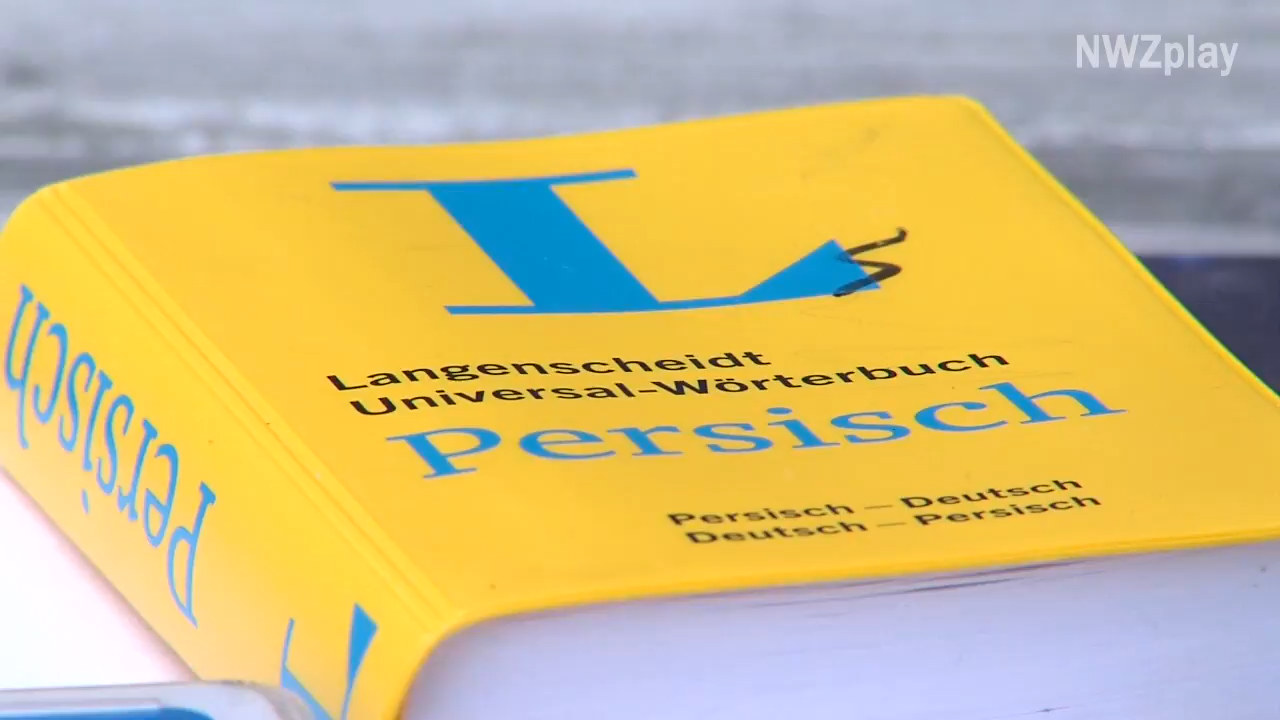 NWZplay
L
Langenscheidt
Universal-Wörterbuch
Persisch
Persisch – Deutsch
Deutsch – Persisch
Persisch
L